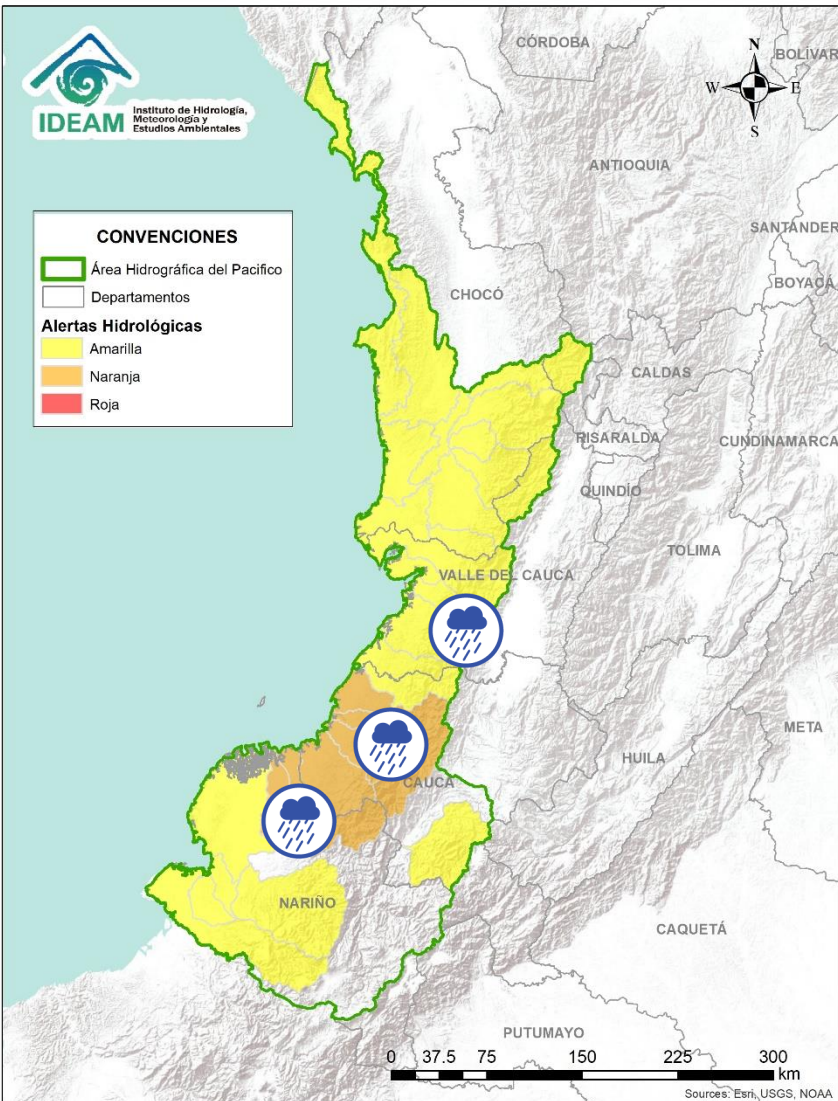 IDEAM
Instituto de Hidrología,
Meteorología y
Estudios Ambientales
CÓRDOBA
BOLÍVAR
N
W
E
S
ANTIOQUIA
SANTANDER
BOYACÁ
CONVENCIONES
Área Hidrográfica del Pacifico
Departamentos
Alertas Hidrológicas
Amarilla
Naranja
Roja
CHOCÓ
CALDAS
RISARALDA
CUNDINAMARCA
QUINDÍO
TOLIMA
VALLE DEL CAUCA
META
HUILA
CAUCA
NARIÑO
CAQUETÁ
PUTUMAYO
0 37.5 75 150 225 300
km
Sources: Esri, USGS, NOAA